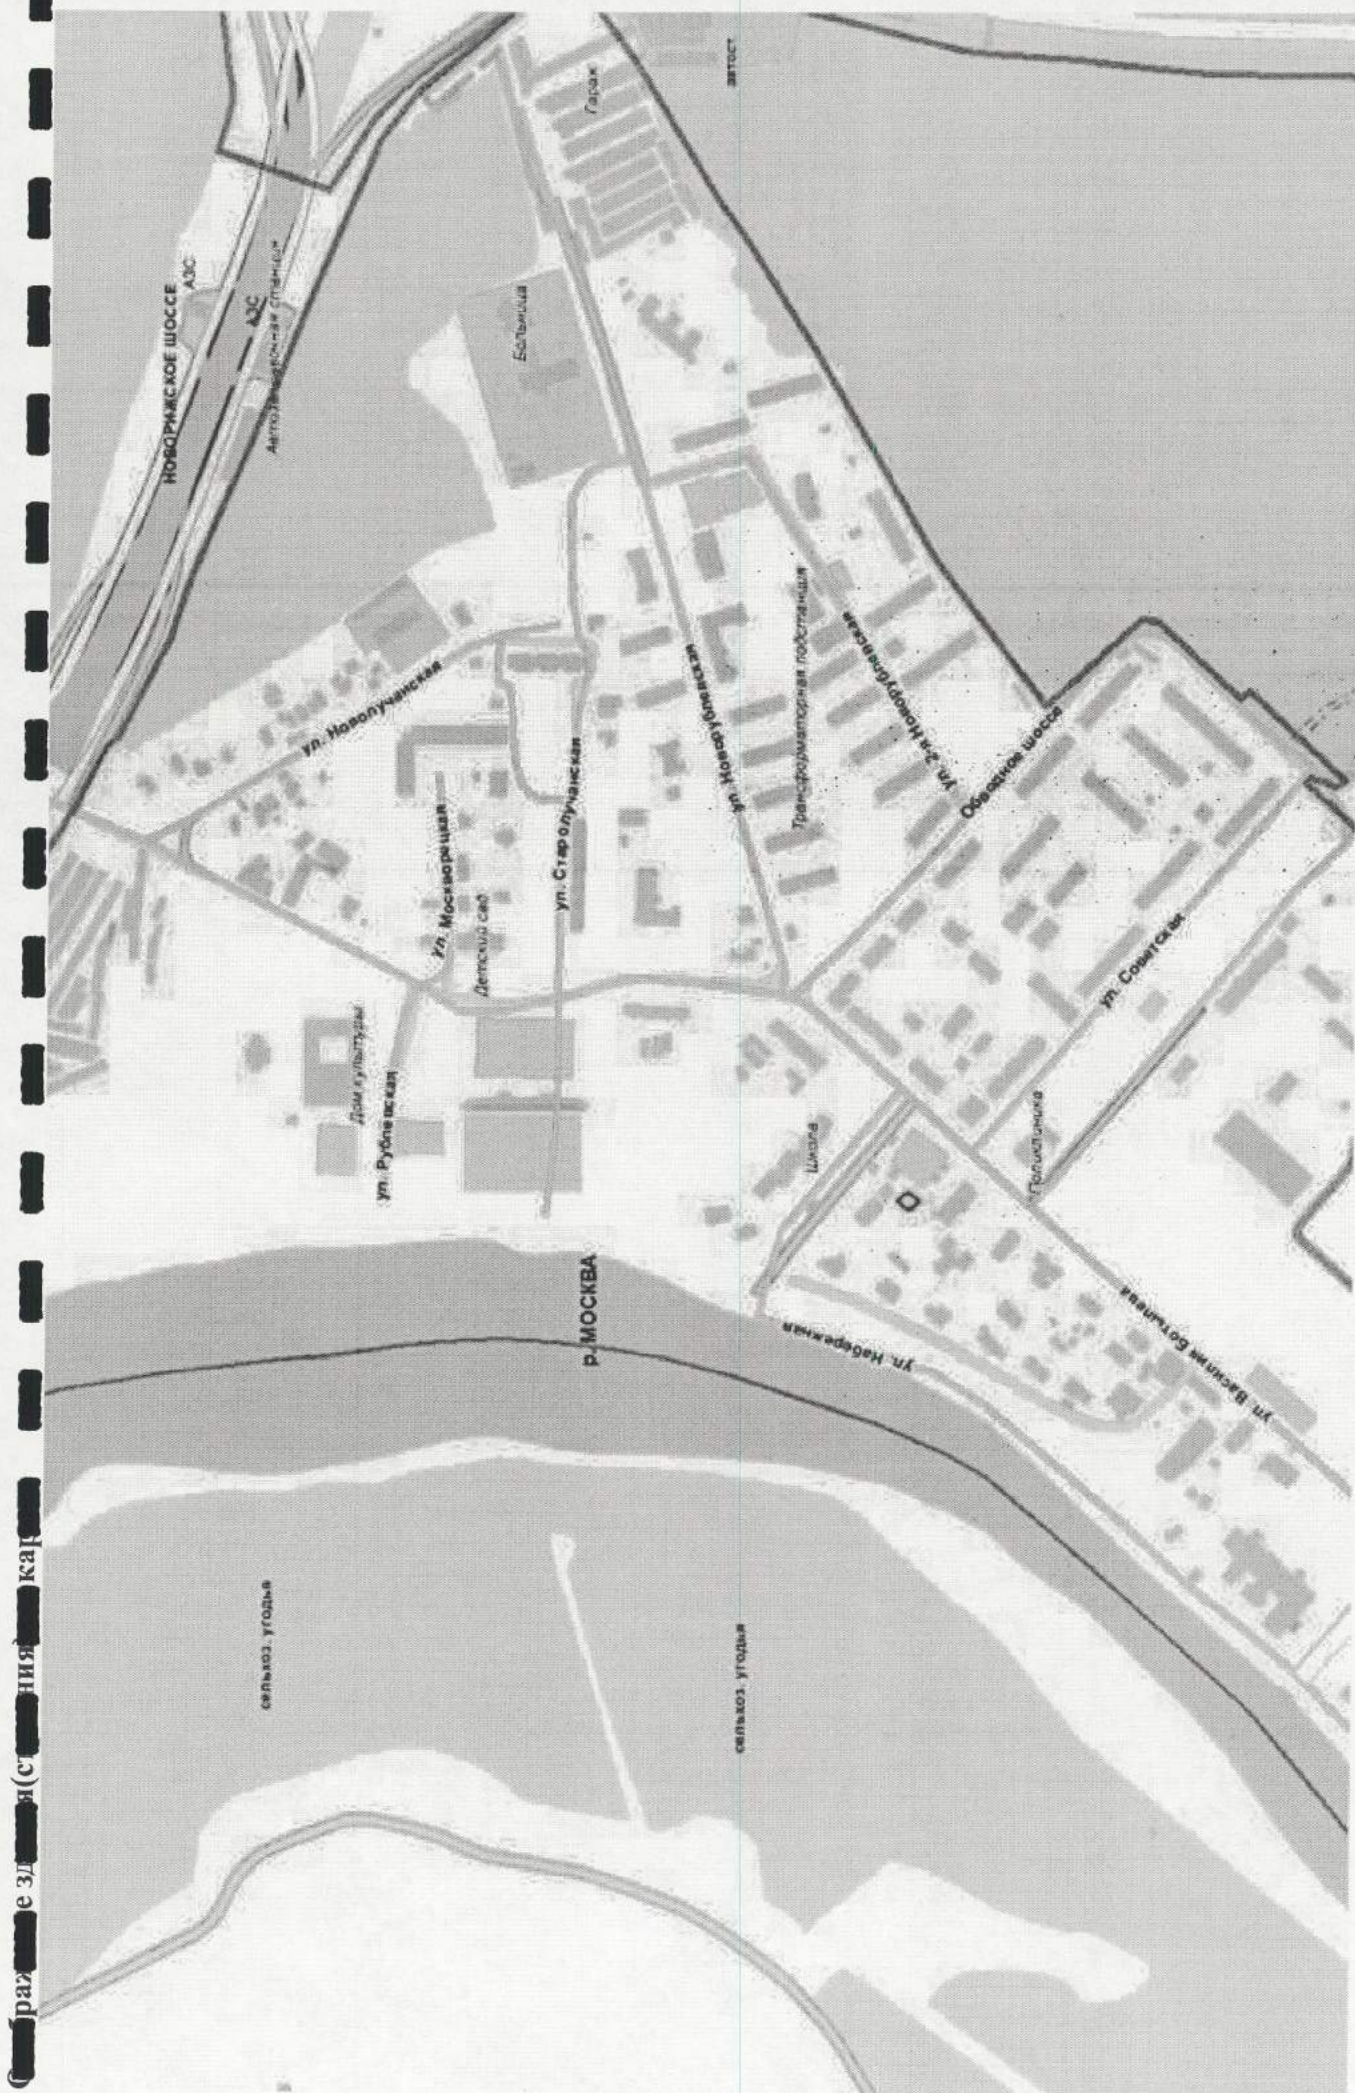 НОВОРИЖСКОЕ ШОССЕ
АЗС
АЗС
Гараж
автост
Больница
ул. Новолучанская
ул. Москворецкая
Детский сад
ул. Старолучанская
ул. Новорублевская
Трансформаторная подстанция
ул. 2-я Новорублевская
Обводное шоссе
ул. Советская
Дом культуры
ул. Рублевская
Школа
Поликлиника
р. МОСКВА
ул. Набережная
ул. Василия Ботылева
сельхоз. угодья
сельхоз. угодья